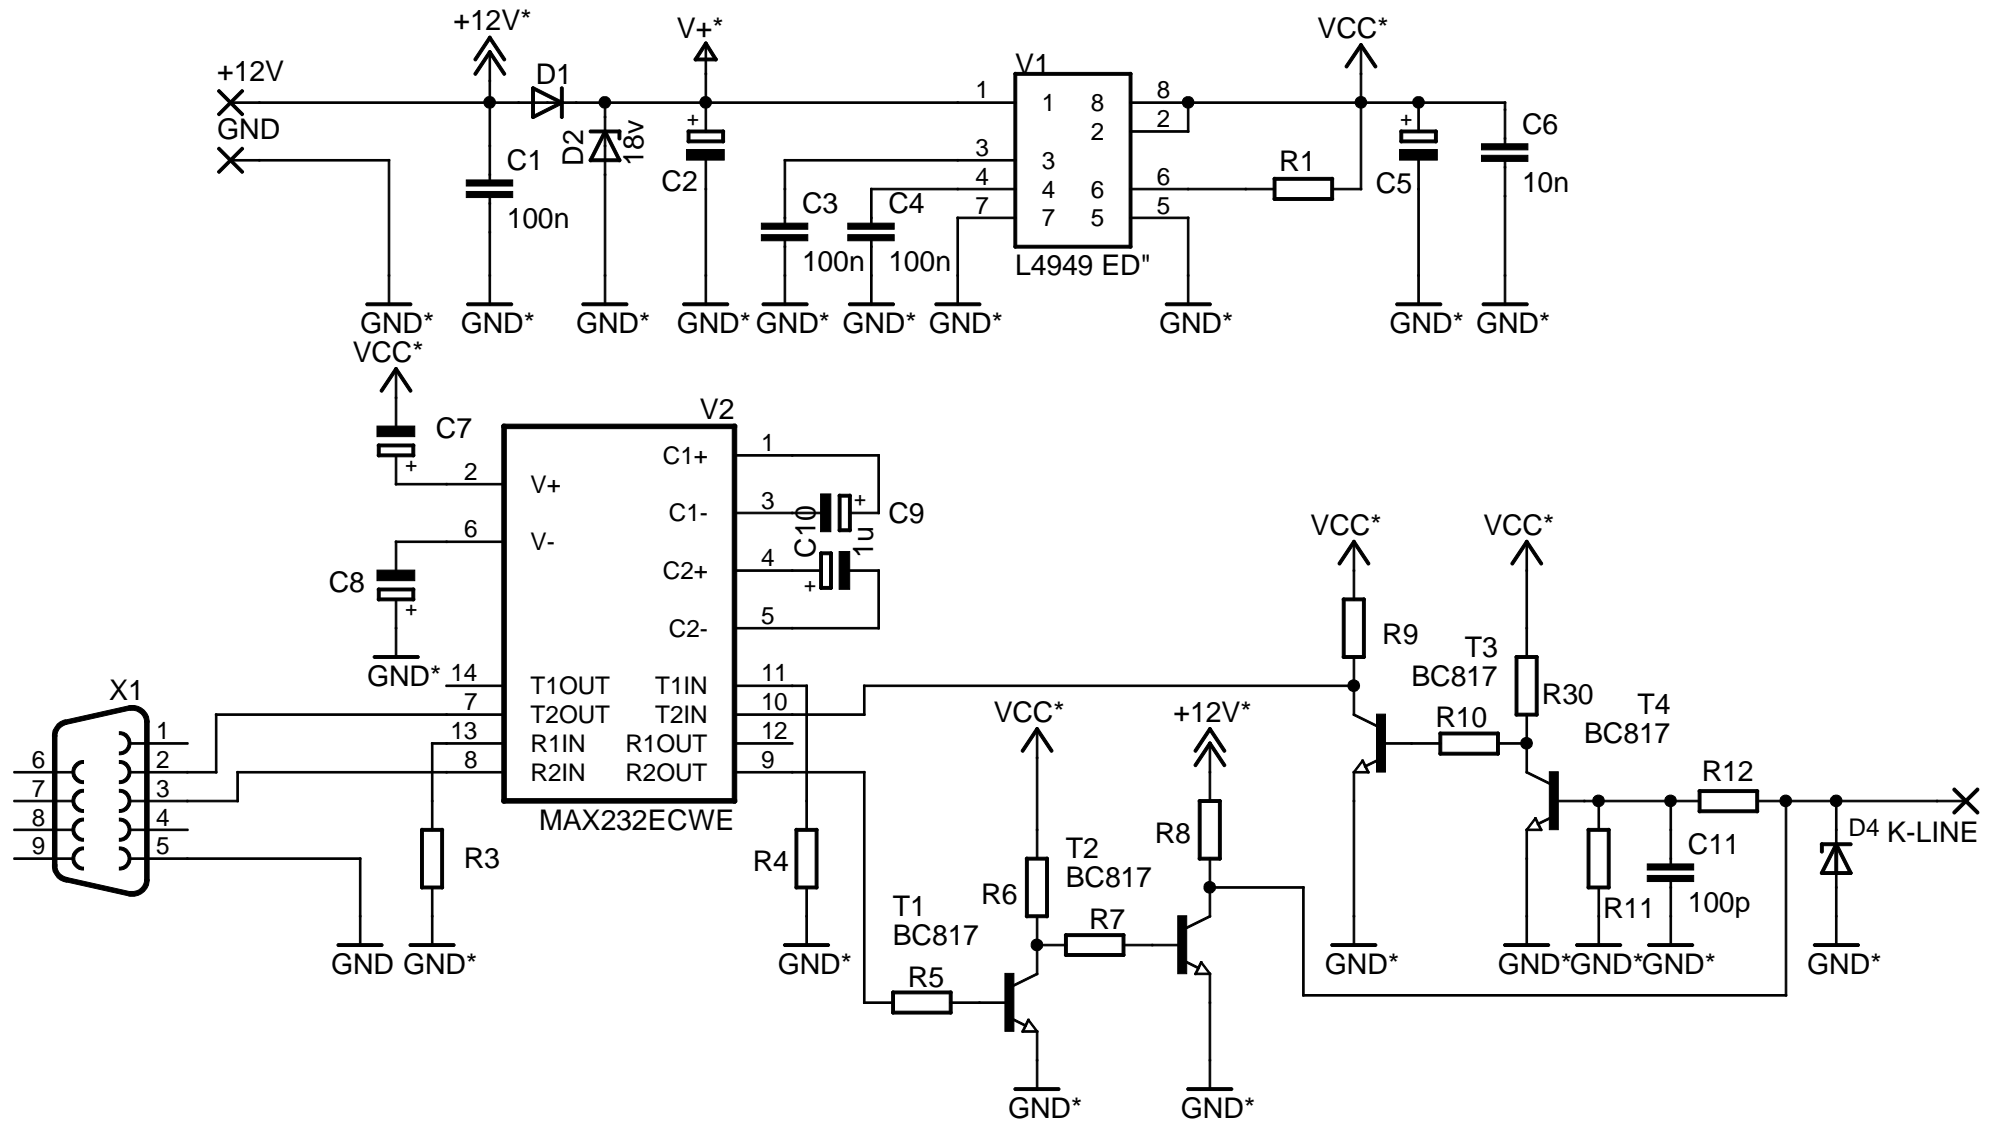 +12V*
V+*
VCC*
+12V
D1
V1
GND
D2
18v
C1
100n
C2
1
3
4
7
1
3
4
7
8
2
6
5
8
2
6
5
R1
C5
C6
10n
C3
100n
C4
100n
L4949 ED"
GND*
GND*
GND*
GND*
GND*
GND*
GND*
GND*
GND*
GND*
VCC*
C7
V2
2
V+
C1+
1
C1-
3
C10
C9
1u
6
V-
C2+
4
C8
C2-
5
GND*
14
T1OUT
T1IN
11
7
T2OUT
T2IN
10
13
R1IN
R1OUT
12
8
R2IN
R2OUT
9
MAX232ECWE
X1
1
6
2
7
3
8
4
9
5
R3
R4
GND
GND*
GND*
VCC*
VCC*
R9
T3
BC817
R30
R10
T4
BC817
R12
VCC*
+12V*
R8
T2
BC817
R6
R7
T1
BC817
R5
D4
K-LINE
C11
100p
R11
GND*
GND*
GND*
GND*
GND*
GND*
GND*
+
+
+
+
+
+